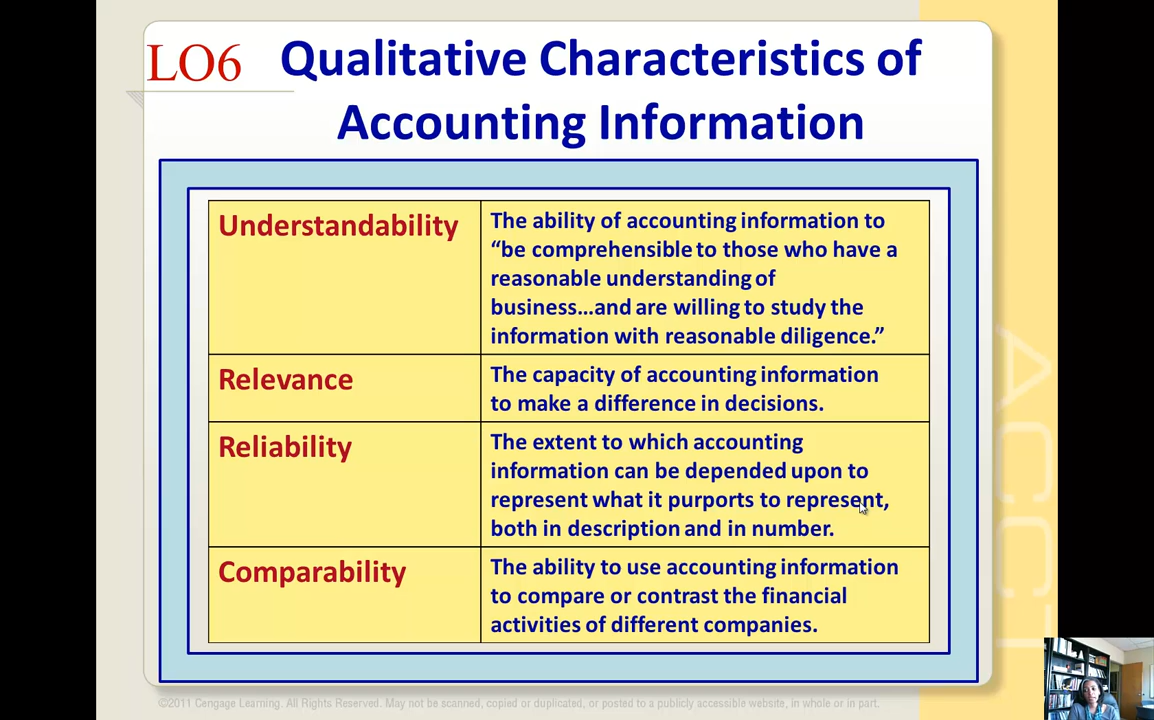 LO6
Qualitative Characteristics of
Accounting Information
Understandability
The ability of accounting information to
“be comprehensible to those who have a
reasonable understanding of
business…and are willing to study the
information with reasonable diligence.”
Relevance
The capacity of accounting information
to make a difference in decisions.
Reliability
The extent to which accounting
information can be depended upon to
represent what it purports to represent,
both in description and in number.
Comparability
The ability to use accounting information
to compare or contrast the financial
activities of different companies.
ACCT
©2011 Cengage Learning. All Rights Reserved. May not be scanned, copied or duplicated, or posted to a publicly accessible website, in whole or in part.